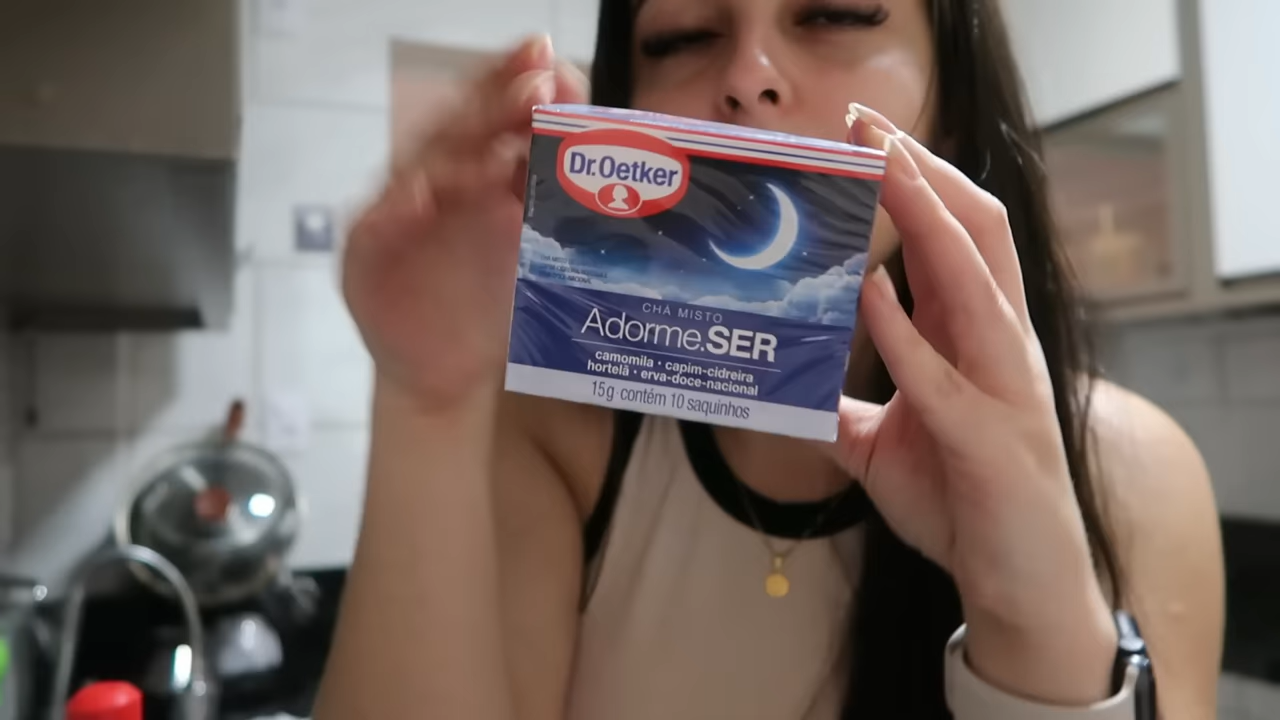 Dr.Oetker
CHÁ MISTO
Adorme.SER
camomila • capim-cidreira
hortelã • erva-doce-nacional
15g·contém 10 saquinhos